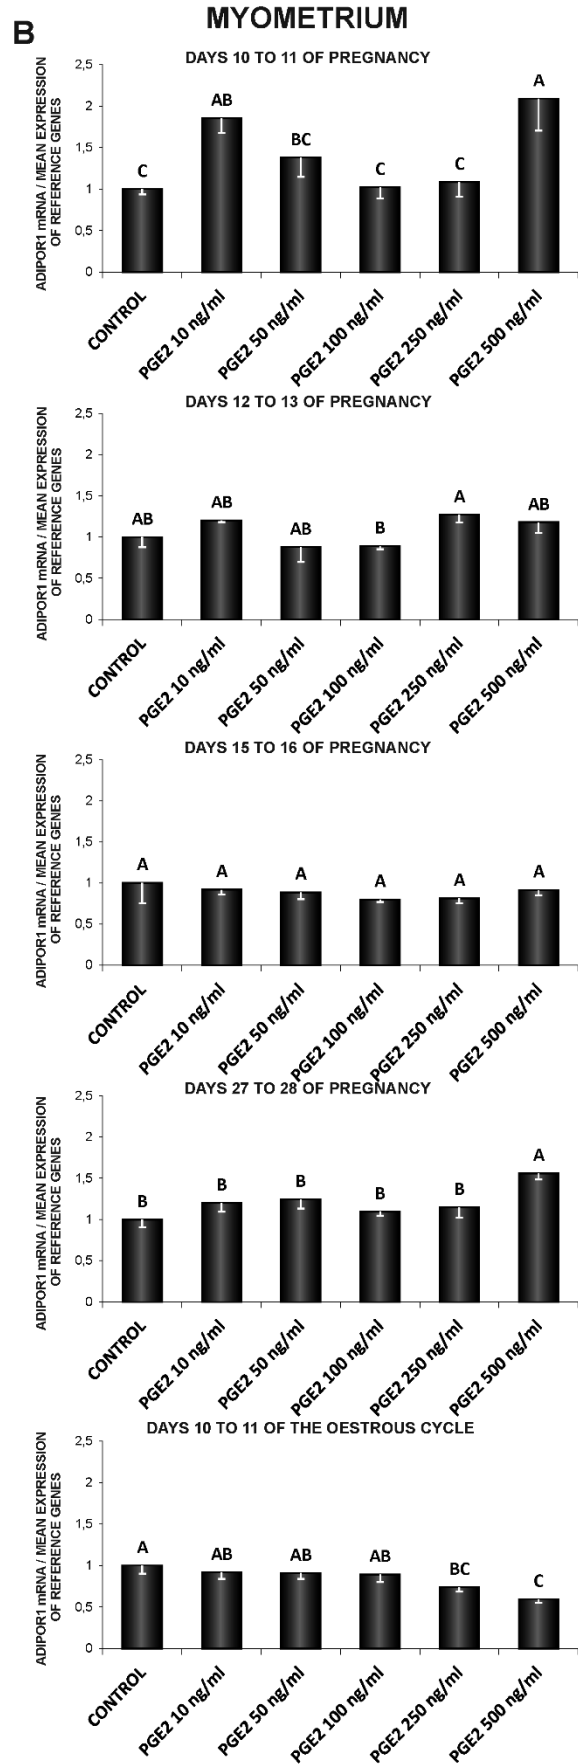 B
MYOMETRIUM
DAYS 10 TO 11 OF PREGNANCY
ADIPOR1 mRNA / MEAN EXPRESSION
OF REFERENCE GENES
2,5
2
1,5
1
0,5
0
C
AB
BC
C
C
A
CONTROL
PGE2 10 ng/ml
PGE2 50 ng/ml
PGE2 100 ng/ml
PGE2 250 ng/ml
PGE2 500 ng/ml
DAYS 12 TO 13 OF PREGNANCY
ADIPOR1 mRNA / MEAN EXPRESSION
OF REFERENCE GENES
2,5
2
1,5
1
0,5
0
AB
AB
AB
B
A
AB
CONTROL
PGE2 10 ng/ml
PGE2 50 ng/ml
PGE2 100 ng/ml
PGE2 250 ng/ml
PGE2 500 ng/ml
DAYS 15 TO 16 OF PREGNANCY
ADIPOR1 mRNA / MEAN EXPRESSION
OF REFERENCE GENES
2,5
2
1,5
1
0,5
0
A
A
A
A
A
A
CONTROL
PGE2 10 ng/ml
PGE2 50 ng/ml
PGE2 100 ng/ml
PGE2 250 ng/ml
PGE2 500 ng/ml
DAYS 27 TO 28 OF PREGNANCY
ADIPOR1 mRNA / MEAN EXPRESSION
OF REFERENCE GENES
2,5
2
1,5
1
0,5
0
B
B
B
B
B
A
CONTROL
PGE2 10 ng/ml
PGE2 50 ng/ml
PGE2 100 ng/ml
PGE2 250 ng/ml
PGE2 500 ng/ml
DAYS 10 TO 11 OF THE OESTROUS CYCLE
ADIPOR1 mRNA / MEAN EXPRESSION
OF REFERENCE GENES
2,5
2
1,5
1
0,5
0
A
AB
AB
AB
BC
C
CONTROL
PGE2 10 ng/ml
PGE2 50 ng/ml
PGE2 100 ng/ml
PGE2 250 ng/ml
PGE2 500 ng/ml